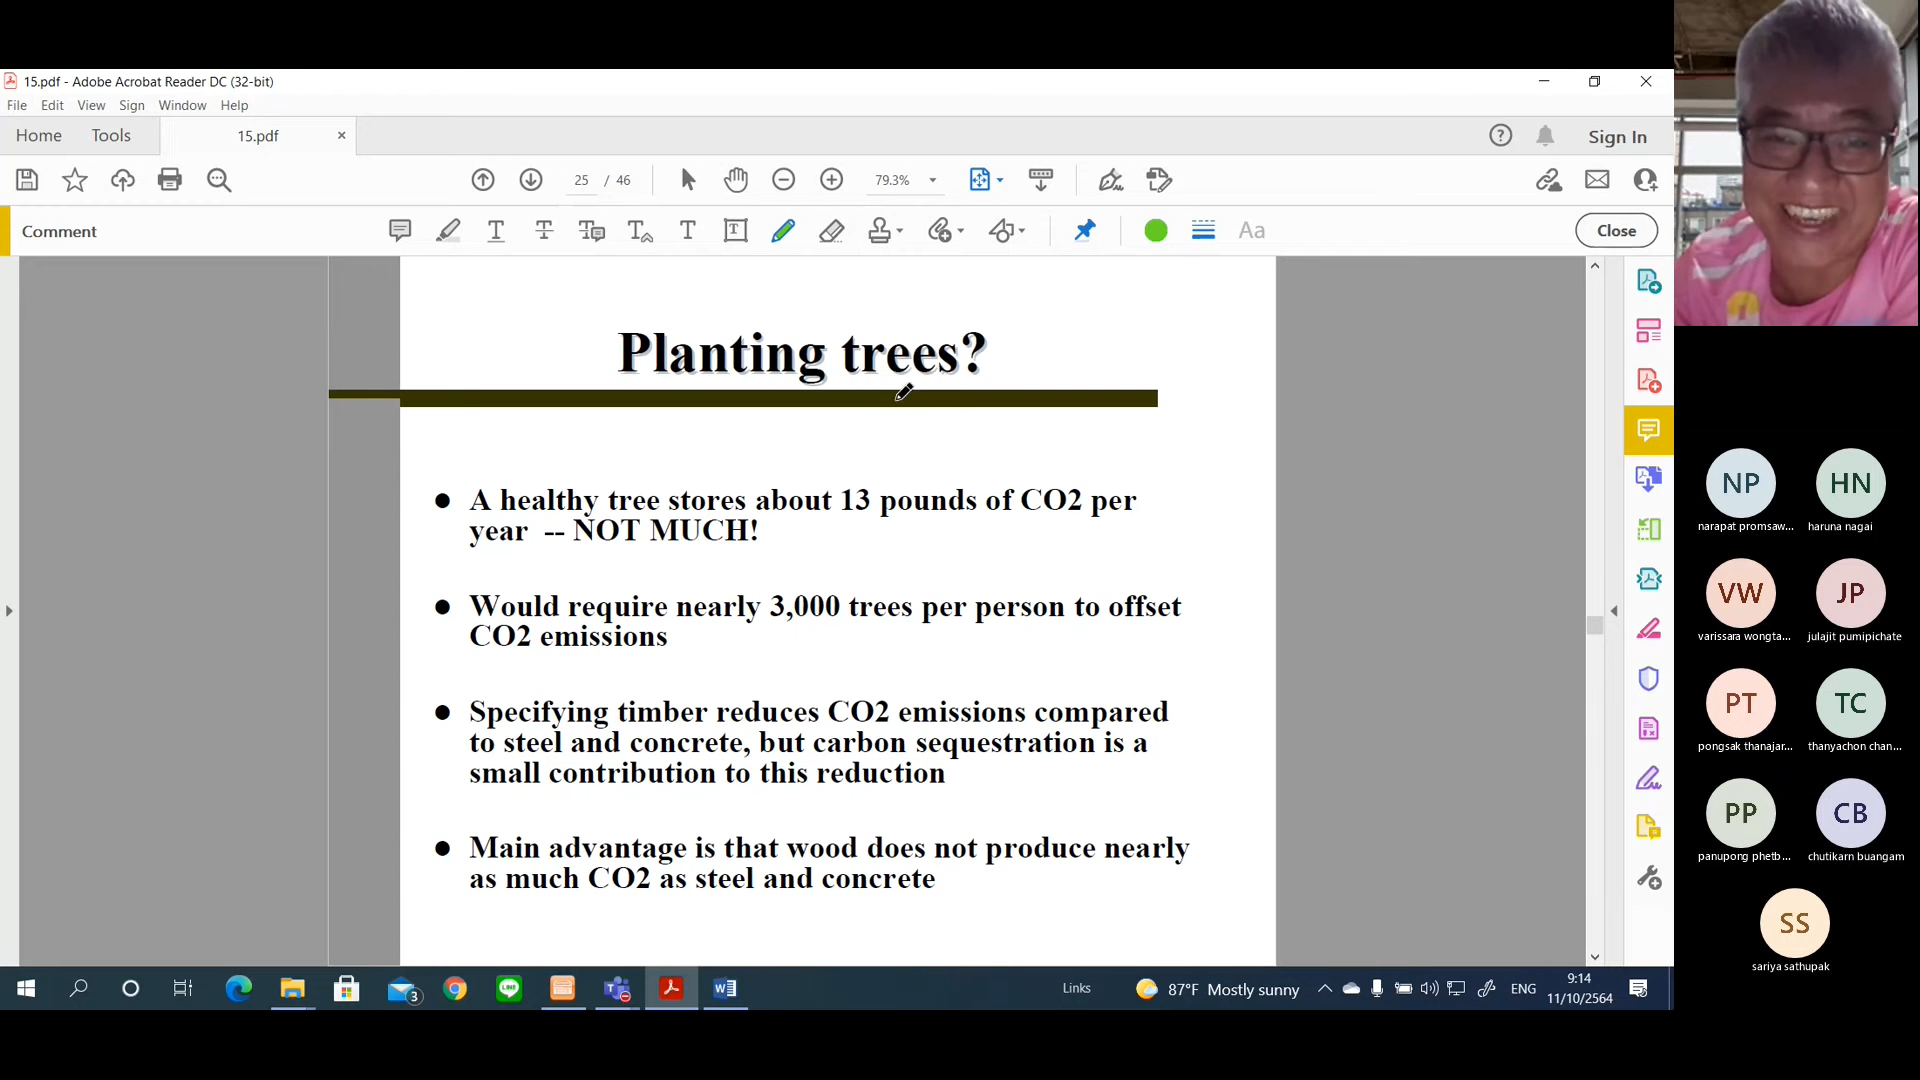 15.pdf - Adobe Acrobat Reader DC (32-bit)
File Edit View Sign Window Help
Home Tools 15.pdf Sign In
25 / 46 79.3%
Comment Aa Close
Planting trees?
A healthy tree stores about 13 pounds of CO2 per
year -- NOT MUCH!
Would require nearly 3,000 trees per person to offset
CO2 emissions
Specifying timber reduces CO2 emissions compared
to steel and concrete, but carbon sequestration is a
small contribution to this reduction
Main advantage is that wood does not produce nearly
as much CO2 as steel and concrete
NP HN
narapat promsaw... haruna nagai
VW JP
varissara wongta... julajit pumipichate
PT TC
pongsak thanajar... thanyachon chan...
PP CB
panupong phetb... chutikarn buangam
SS
sariya sathupak
3 Links 87°F Mostly sunny ENG 9:14
11/10/2564